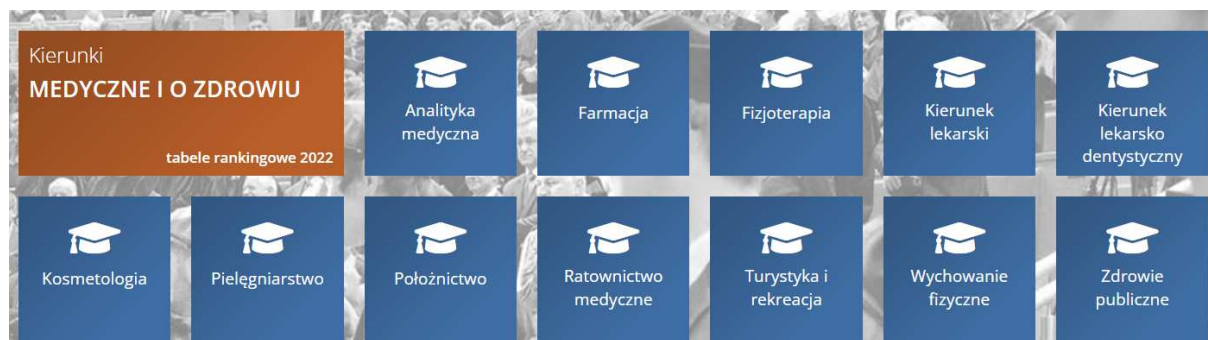 Kierunki
MEDYCZNE I O ZDROWIU
tabele rankingowe 2022
Analityka
medyczna
Farmacja
Fizjoterapia
Kierunek
lekarski
Kierunek
lekarsko
dentystyczny
Kosmetologia
Pielęgniarstwo
Położnictwo
Ratownictwo
medyczne
Turystyka i
rekreacja
Wychowanie
fizyczne
Zdrowie
publiczne